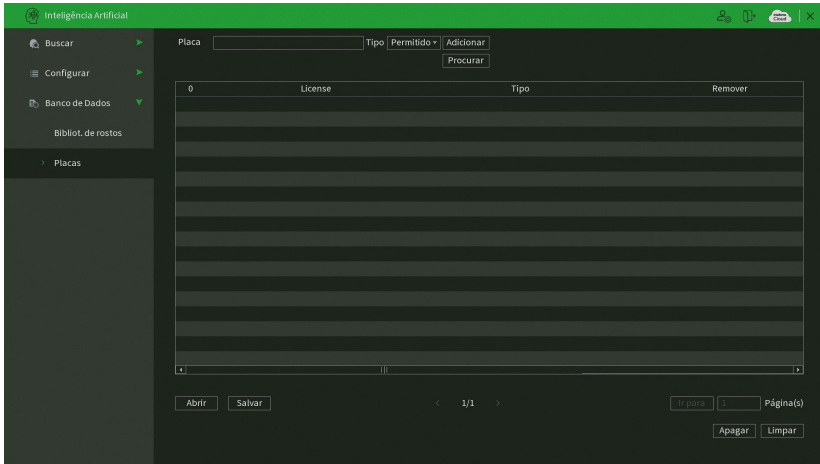 Inteligência Artificial
Cloud
Buscar
Configurar
Banco de Dados
Bibliot. de rostos
Placas
Placa Tipo Permitido Adicionar
Procurar
0 License Tipo Remover
Abrir Salvar 1/1 Ir para 1 Página(s)
Apagar Limpar